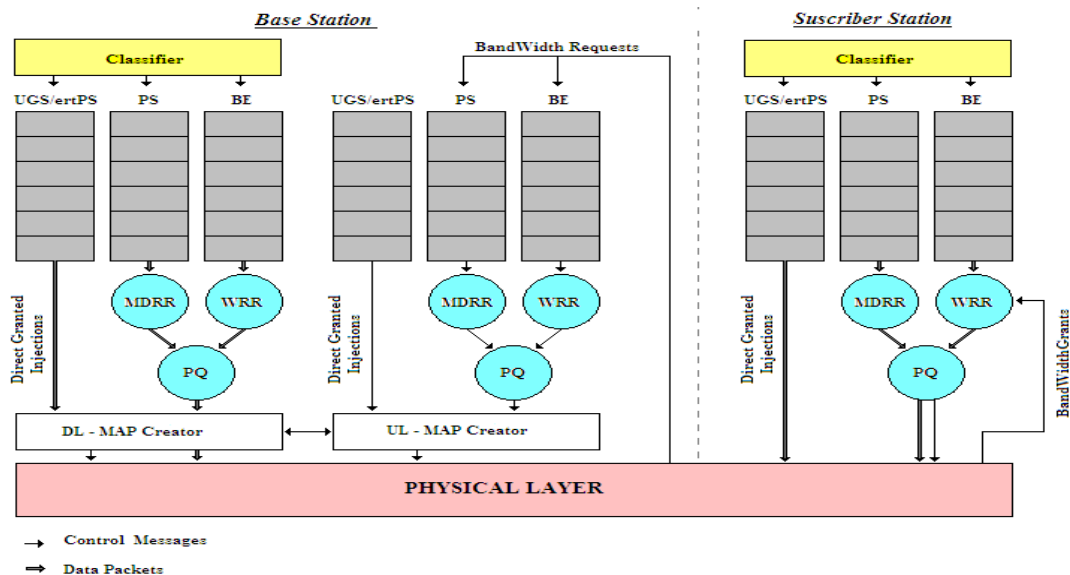 Base Station
Suscriber Station
Classifier
BandWidth Requests
Classifier
UGS/ertPS PS BE
UGS/ertPS PS BE
UGS/ertPS PS BE
MDRR WRR
MDRR WRR
MDRR WRR
PQ
PQ
PQ
Direct Granted
Injections
Direct Granted
Injections
Direct Granted
Injections
BandWidthGrants
DL - MAP Creator
UL - MAP Creator
PHYSICAL LAYER
Control Messages
Data Packets